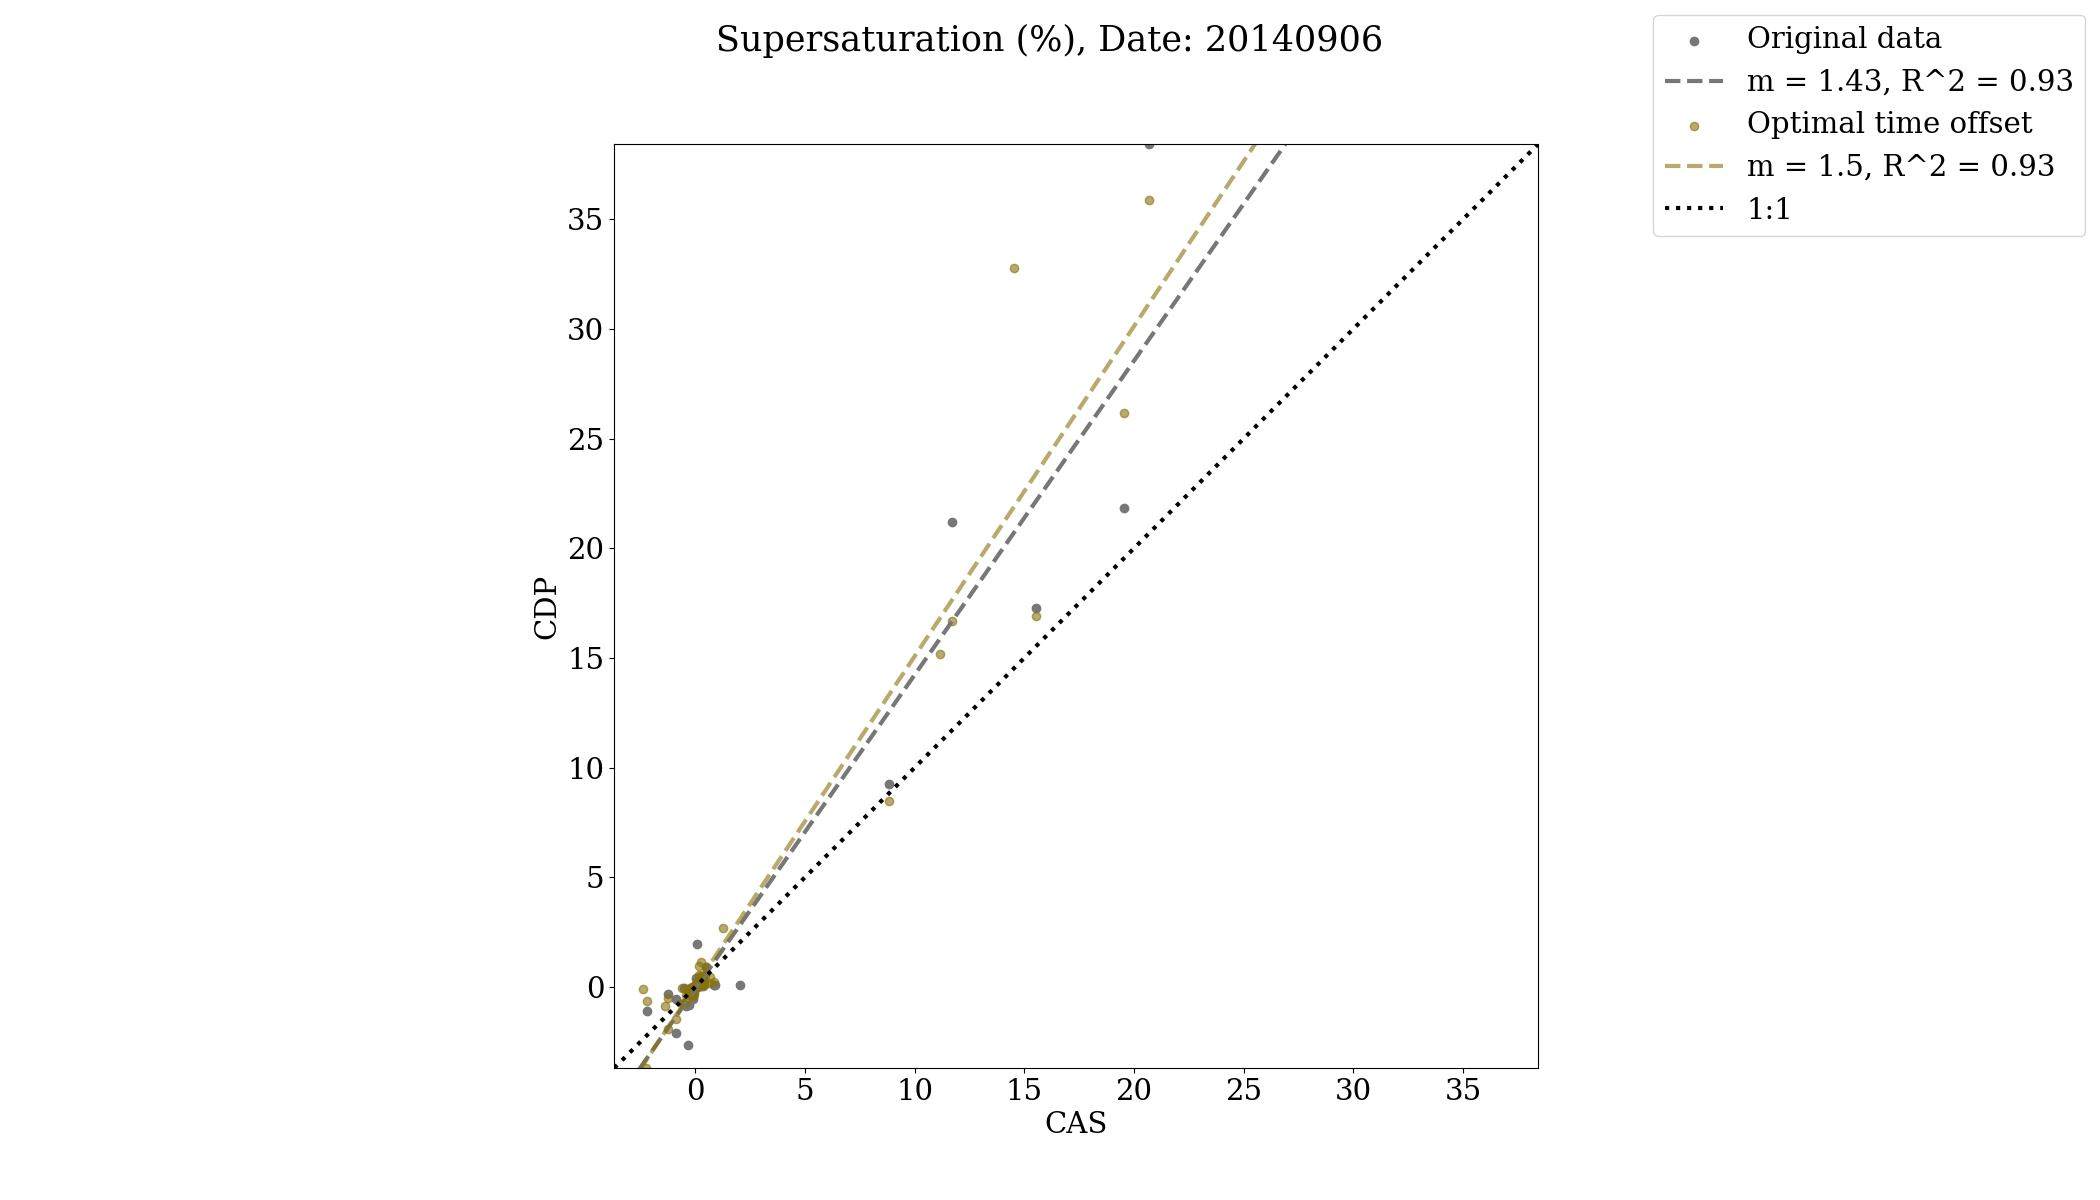 Supersaturation (%), Date: 20140906
Original data
m = 1.43, R^2 = 0.93
Optimal time offset
m = 1.5, R^2 = 0.93
1:1
35
30
25
20
15
10
5
0
CDP
0 5 10 15 20 25 30 35
CAS